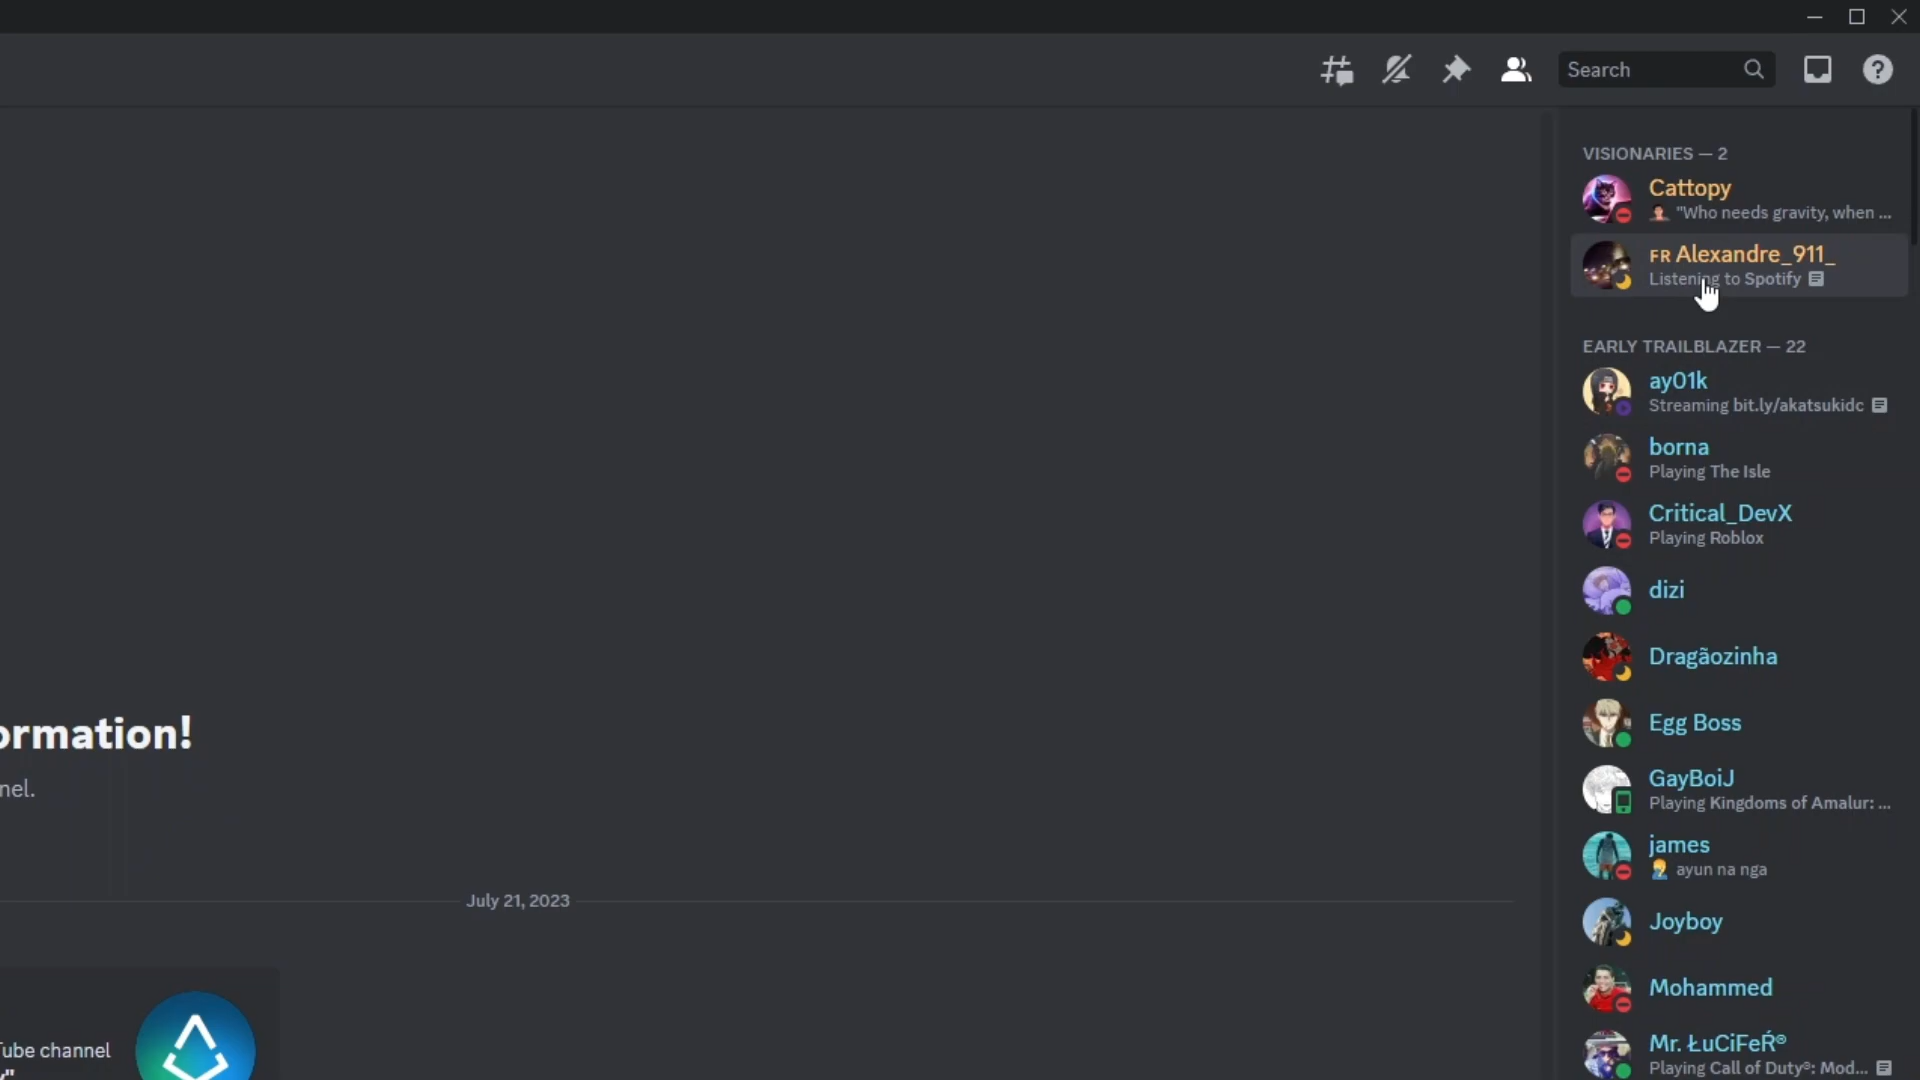 Search
VISIONARIES — 2
Cattopy
"Who needs gravity, when ...
FR Alexandre_911_
Listening to Spotify
EARLY TRAILBLAZER — 22
ay01k
Streaming bit.ly/akatsukidc
borna
Playing The Isle
Critical_DevX
Playing Roblox
dizi
Dragãozinha
Egg Boss
ormation!
GayBoiJ
Playing Kingdoms of Amalur: ...
nel.
james
ayun na nga
July 21, 2023
Joyboy
Mohammed
Mr. ŁuCiFeŔ®
ube channel
Playing Call of Duty®: Mod...
y"